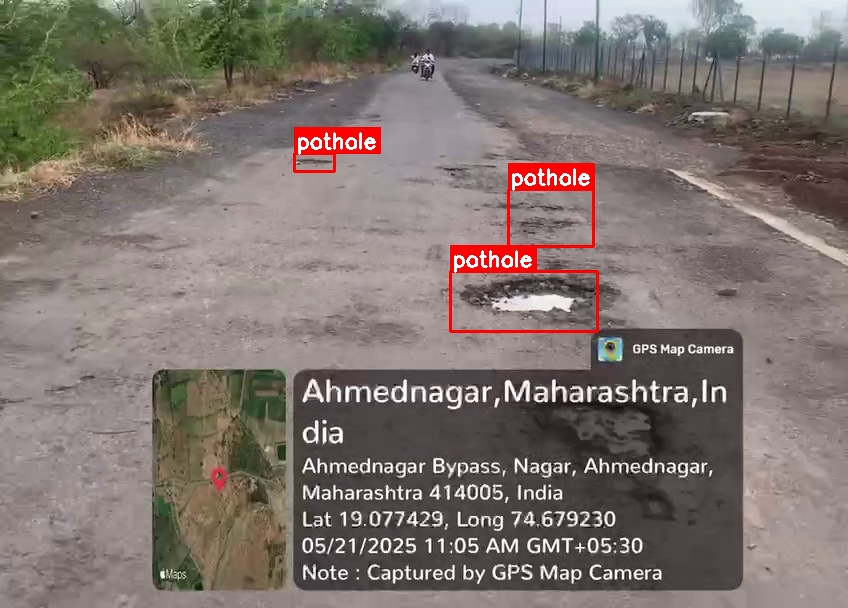 pothole
pothole
pothole
GPS Map Camera
Ahmednagar,Maharashtra,In
dia
Ahmednagar Bypass, Nagar, Ahmednagar,
Maharashtra 414005, India
Lat 19.077429, Long 74.679230
05/21/2025 11:05 AM GMT+05:30
Note : Captured by GPS Map Camera
Maps